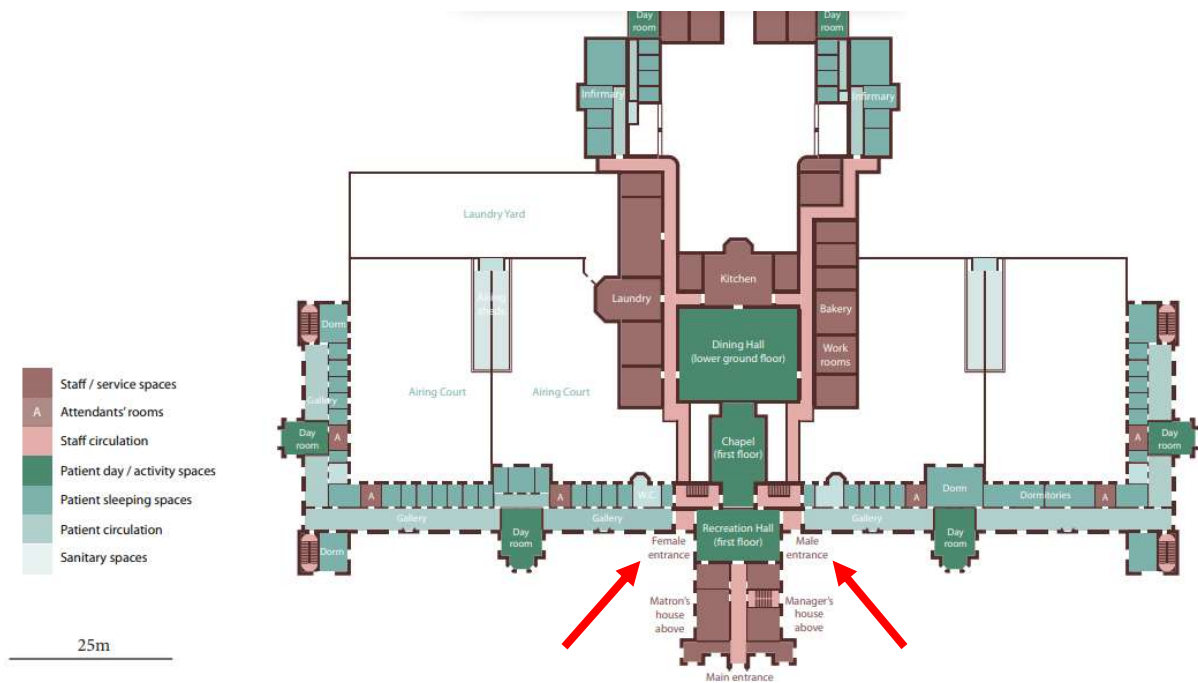 Day
room
Day
room
Infirmary
Infirmary
Laundry Yard
Kitchen
Laundry
Bakery
Airing
sheds
Dorm
Dining Hall
(lower ground floor)
Work
rooms
Staff / service spaces
A
Attendants' rooms
Staff circulation
Patient day / activity spaces
Patient sleeping spaces
Patient circulation
Sanitary spaces
Gallery
Airing Court
Airing Court
Day
room
A
Chapel
(first floor)
A
Day
room
A
A
W.C.
A
Dorm
Dormitories
A
Gallery
Gallery
Gallery
Day
room
Recreation Hall
(first floor)
Day
room
Female
entrance
Male
entrance
Dorm
Matron's
house
above
Manager's
house
above
25m
Main entrance